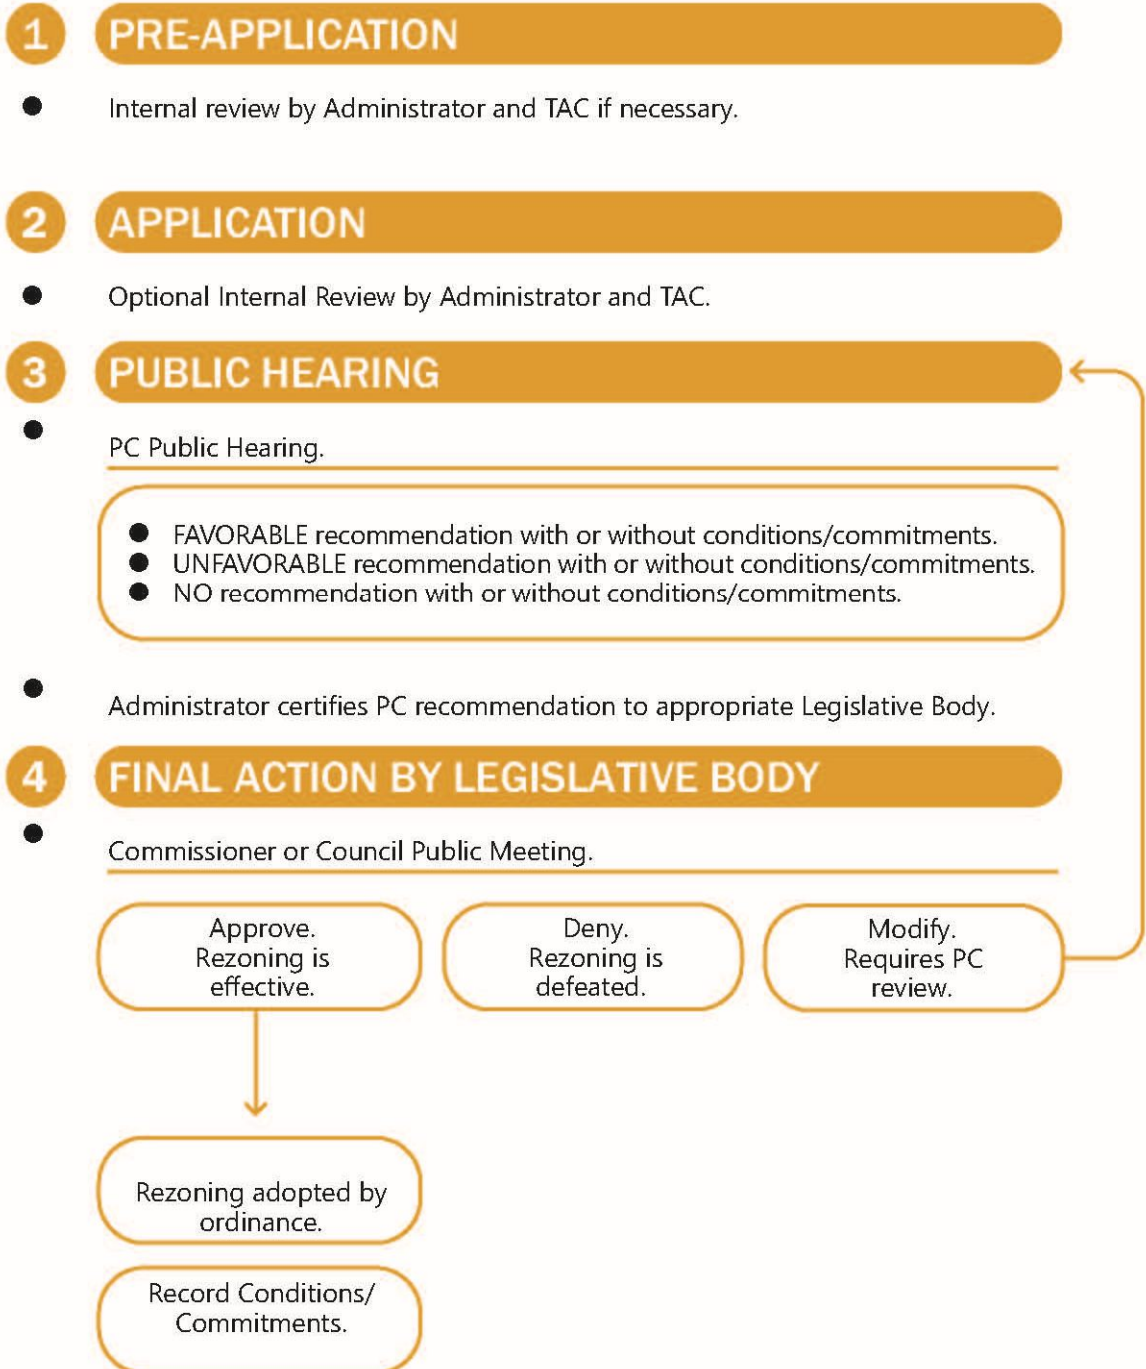 1 PRE-APPLICATION
● Internal review by Administrator and TAC if necessary.
2 APPLICATION
● Optional Internal Review by Administrator and TAC.
3 PUBLIC HEARING
● PC Public Hearing.
● FAVORABLE recommendation with or without conditions/commitments.
● UNFAVORABLE recommendation with or without conditions/commitments.
● NO recommendation with or without conditions/commitments.
● Administrator certifies PC recommendation to appropriate Legislative Body.
4 FINAL ACTION BY LEGISLATIVE BODY
● Commissioner or Council Public Meeting.
Approve.
Rezoning is
effective.
Deny.
Rezoning is
defeated.
Modify.
Requires PC
review.
Rezoning adopted by
ordinance.
Record Conditions/
Commitments.